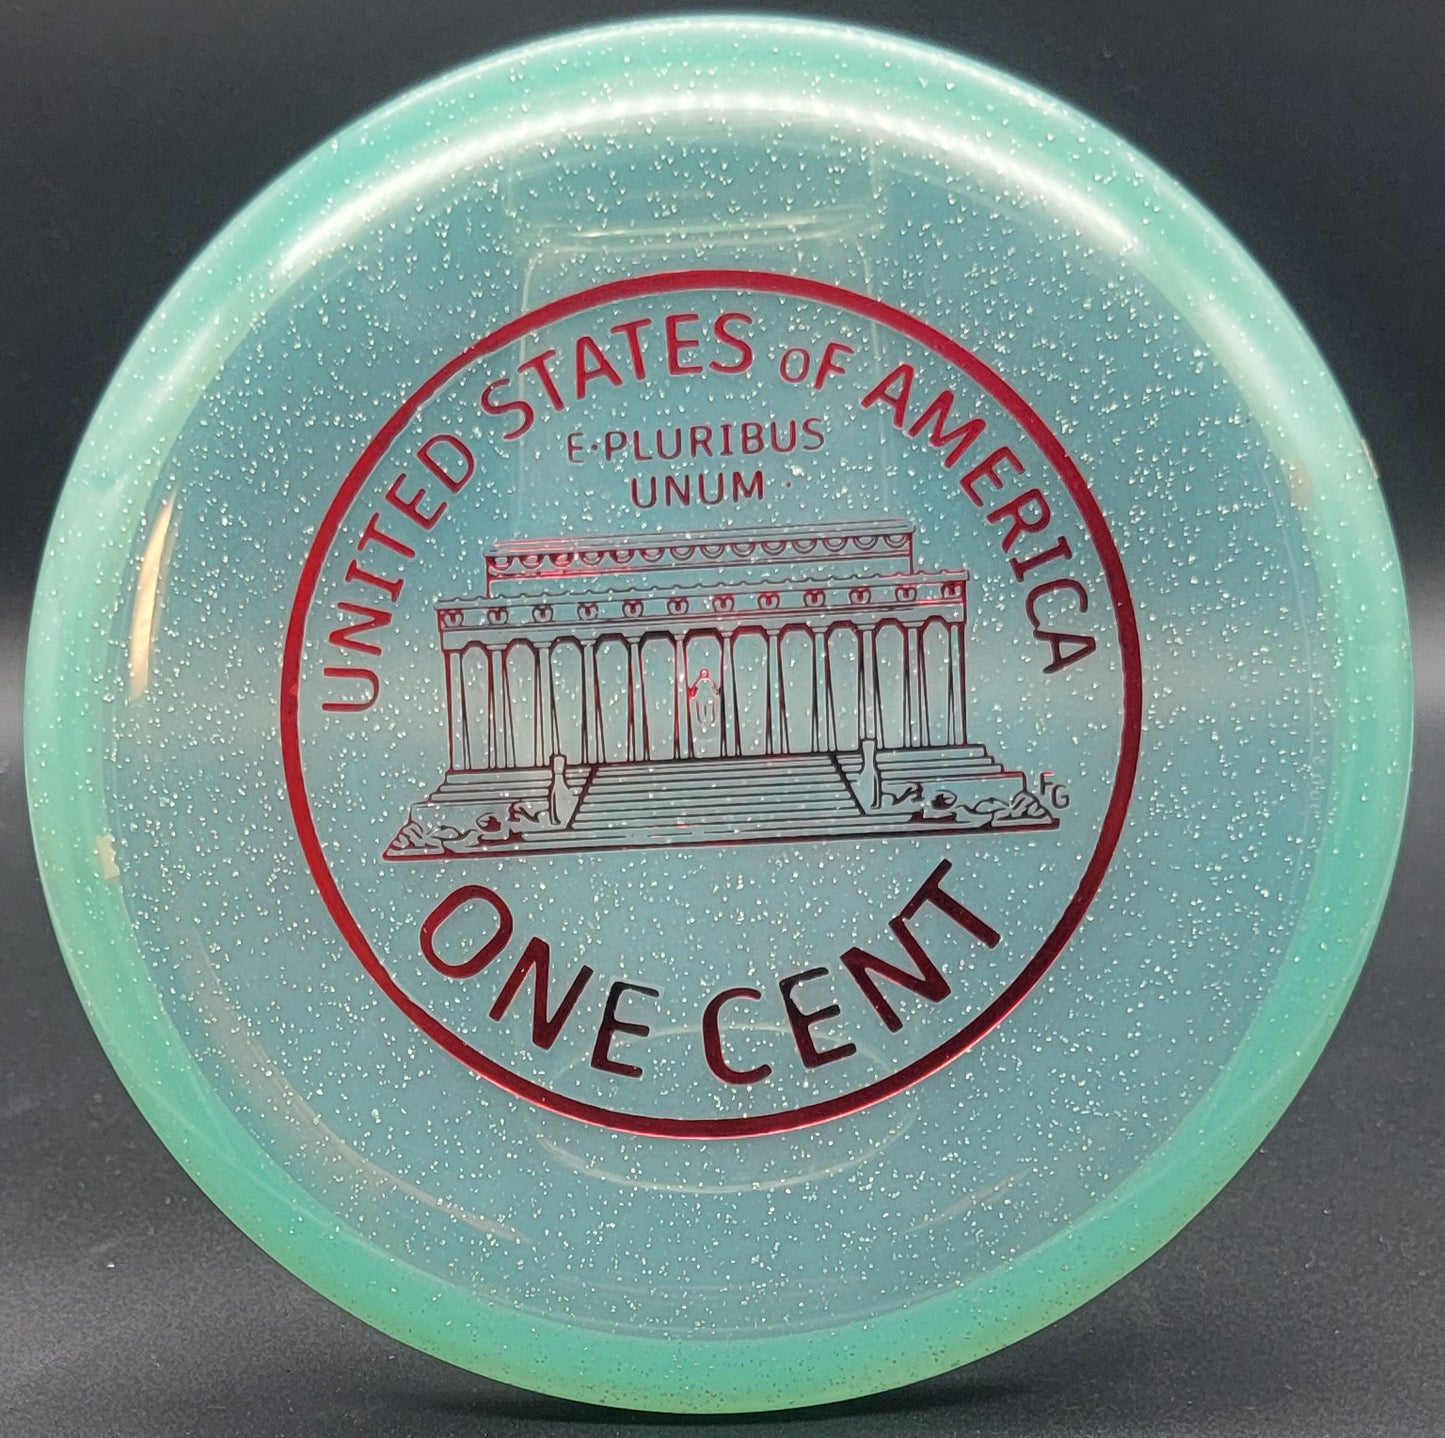 UNITED STATES OF AMERICA
E·PLURIBUS
UNUM ·
FG
ONE CENT